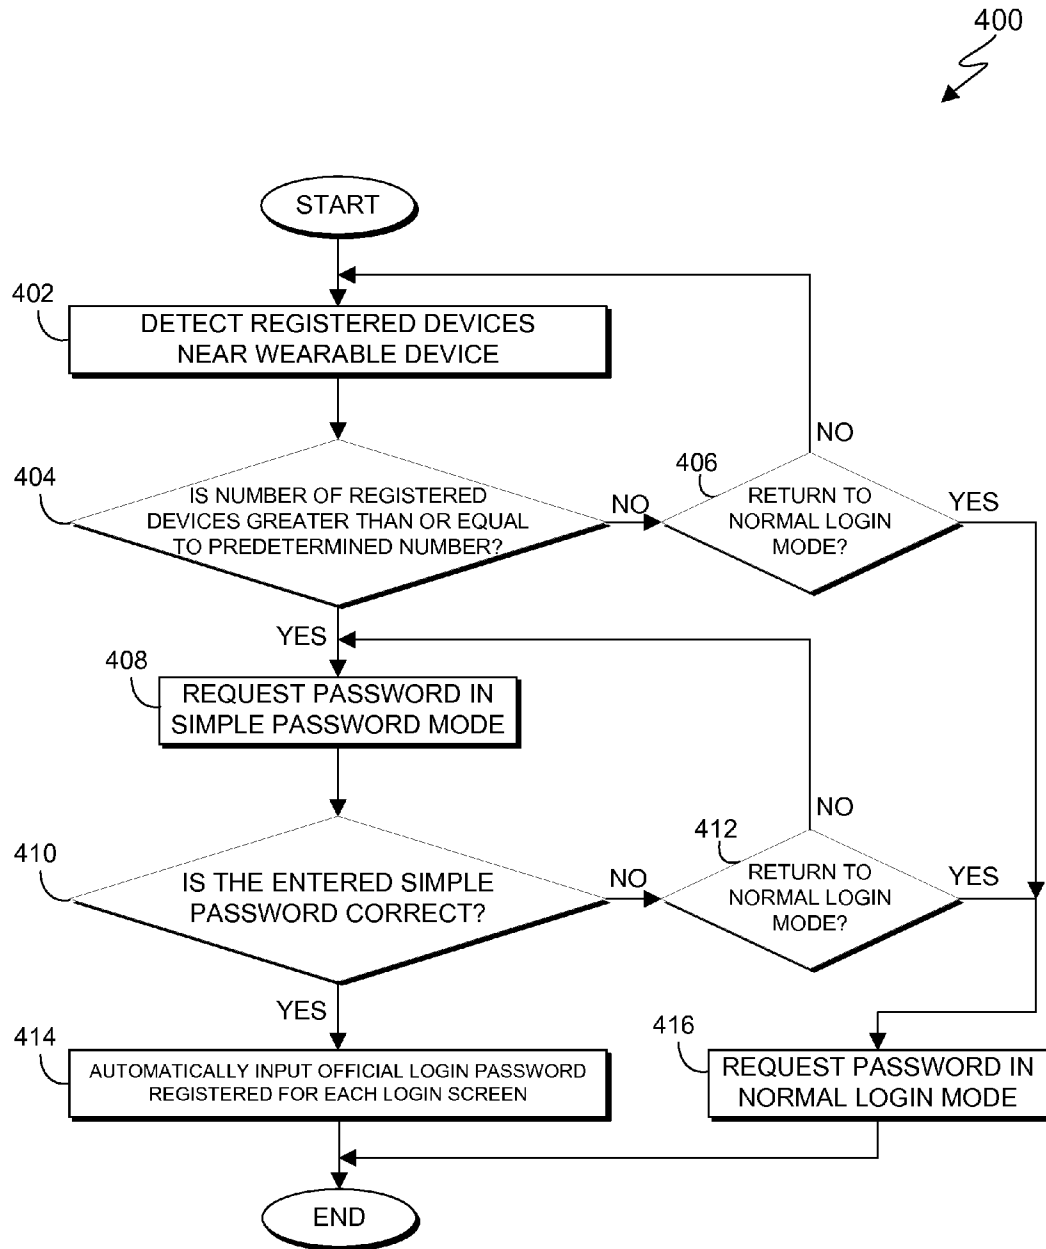 400
START
402
DETECT REGISTERED DEVICES
NEAR WEARABLE DEVICE
NO
404
IS NUMBER OF REGISTERED
DEVICES GREATER THAN OR EQUAL
TO PREDETERMINED NUMBER?
NO
406
RETURN TO
NORMAL LOGIN
MODE?
YES
YES
408
REQUEST PASSWORD IN
SIMPLE PASSWORD MODE
NO
410
IS THE ENTERED SIMPLE
PASSWORD CORRECT?
NO
412
RETURN TO
NORMAL LOGIN
MODE?
YES
YES
414
AUTOMATICALLY INPUT OFFICIAL LOGIN PASSWORD
REGISTERED FOR EACH LOGIN SCREEN
416
REQUEST PASSWORD IN
NORMAL LOGIN MODE
END